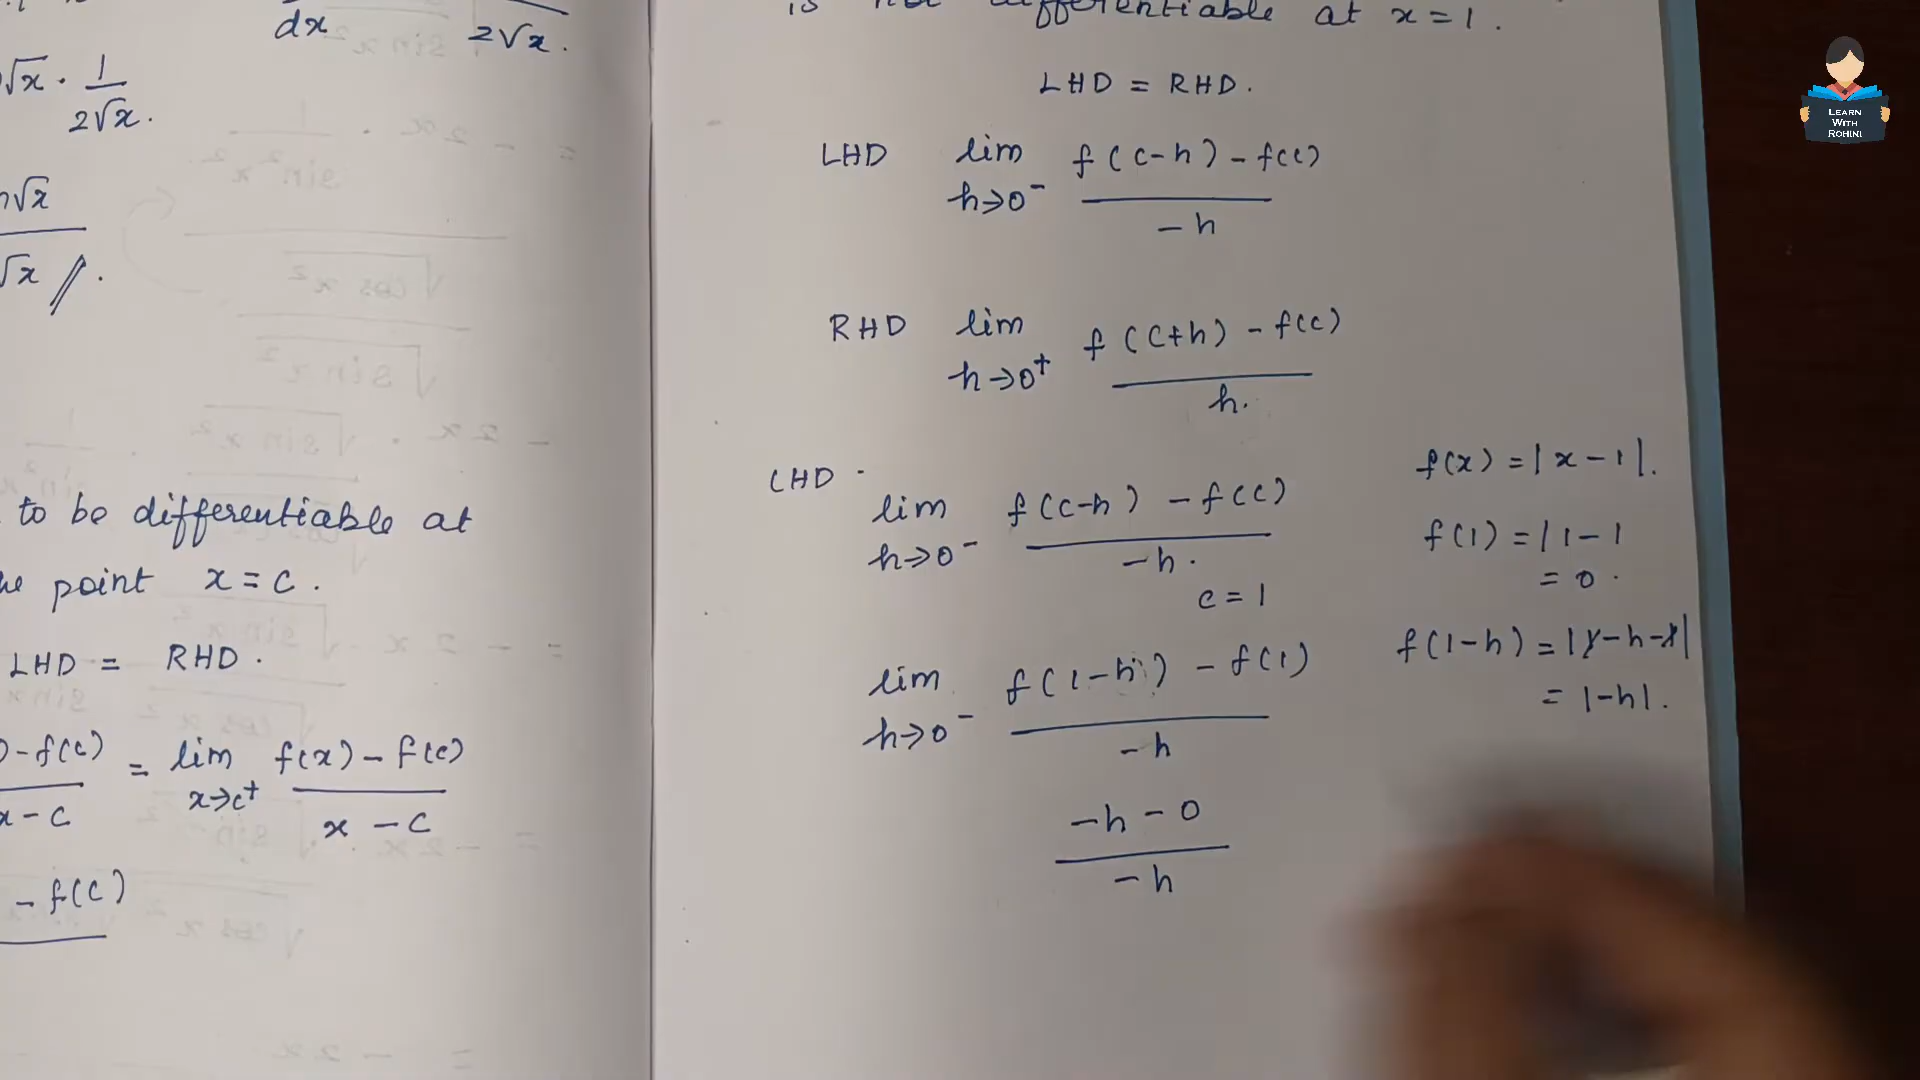 dx 2√x.
√x · 1
2√x.
√x
√x //.
to be differentiable at
point x = c.
LHD = RHD.
- f(c) = lim f(x) - f(c)
x - c x→c⁺ x - c
- f(c)
is not differentiable at x = 1.
LHD = RHD.
LHD lim f(c-h) - f(c)
h→0⁻ -h
RHD lim f(c+h) - f(c)
h→0⁺ h.
LHD.
lim f(c-h) - f(c)
h→0⁻ -h.
c = 1
lim f(1-h) - f(1)
h→0⁻ -h
-h - 0
-h
f(x) = |x-1|.
f(1) = |1-1
= 0.
f(1-h) = |1-h-1|
= |-h|.
LEARN
WITH
ROHINI